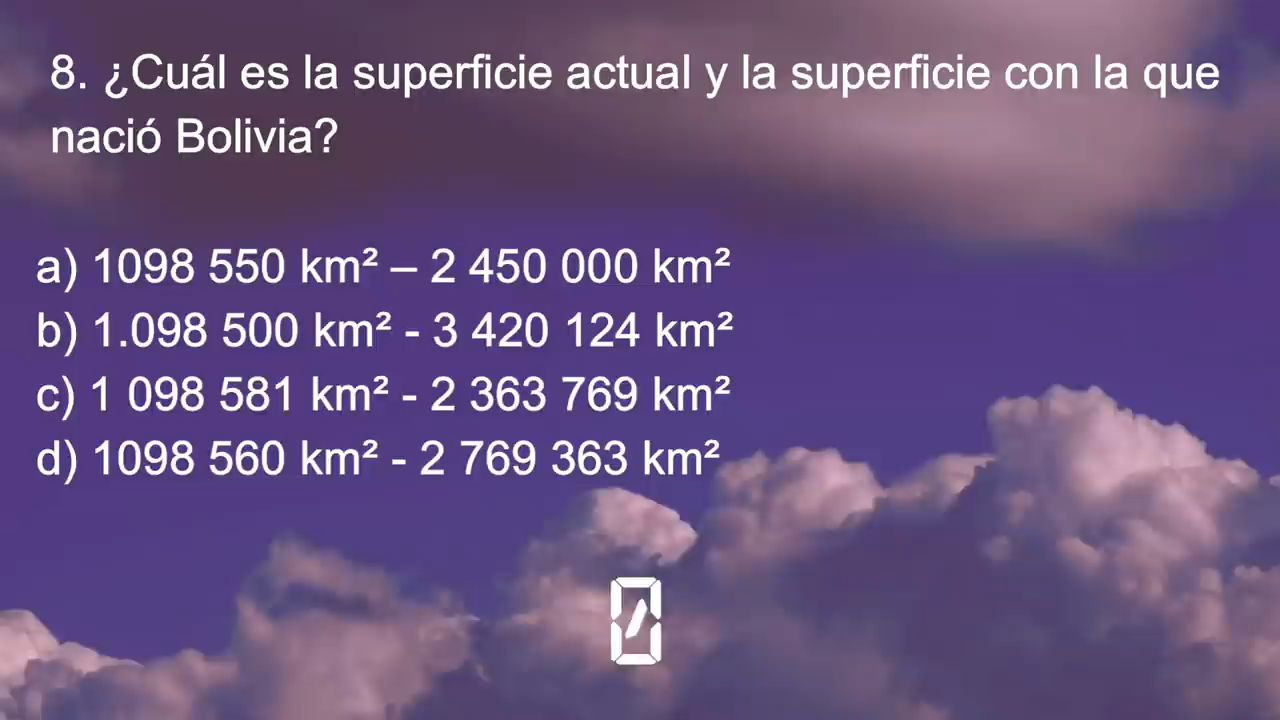 8. ¿Cuál es la superficie actual y la superficie con la que
nació Bolivia?
a) 1098 550 km² – 2 450 000 km²
b) 1.098 500 km² - 3 420 124 km²
c) 1 098 581 km² - 2 363 769 km²
d) 1098 560 km² - 2 769 363 km²
0